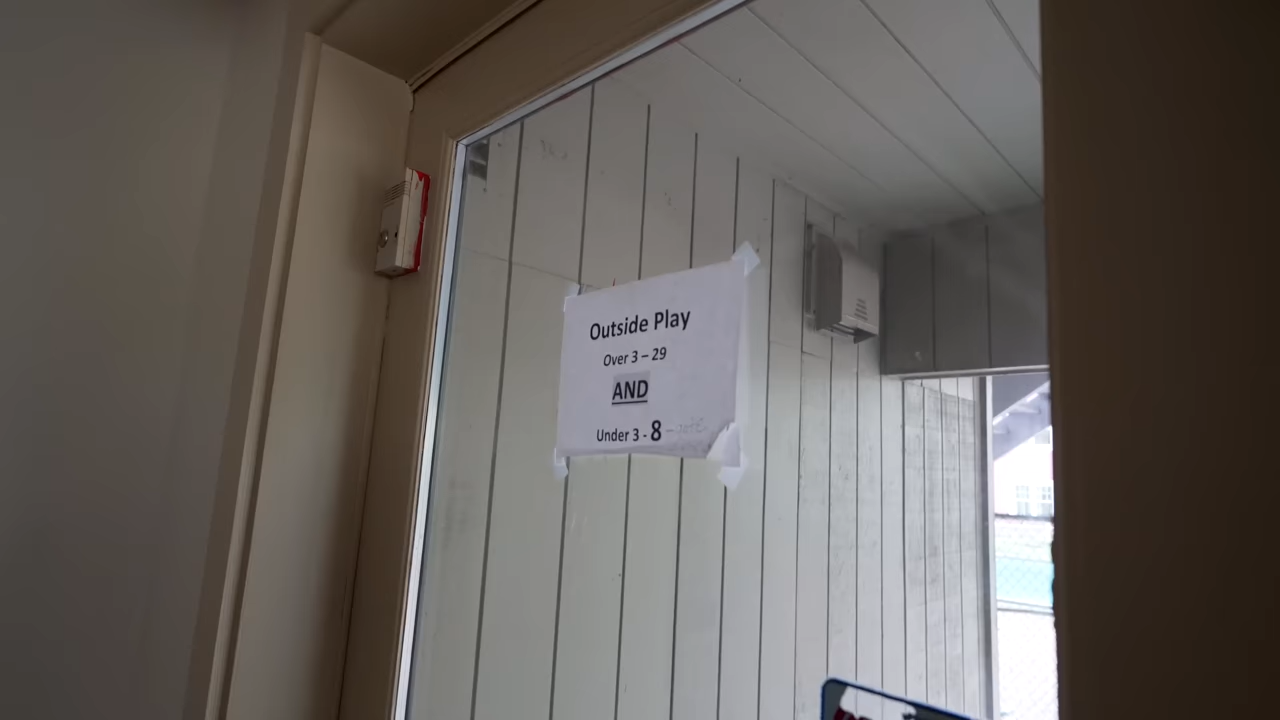 Outside Play
Over 3 – 29
AND
Under 3 - 8